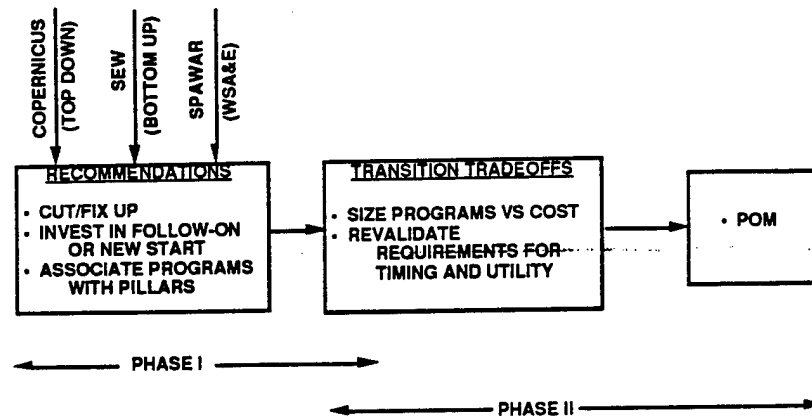 COPERNICUS
(TOP DOWN)
SEW
(BOTTOM UP)
SPAWAR
(WSA&E)
RECOMMENDATIONS
• CUT/FIX UP
• INVEST IN FOLLOW-ON
OR NEW START
• ASSOCIATE PROGRAMS
WITH PILLARS
TRANSITION TRADEOFFS
• SIZE PROGRAMS VS COST
• REVALIDATE
REQUIREMENTS FOR
TIMING AND UTILITY
• POM
PHASE I
PHASE II